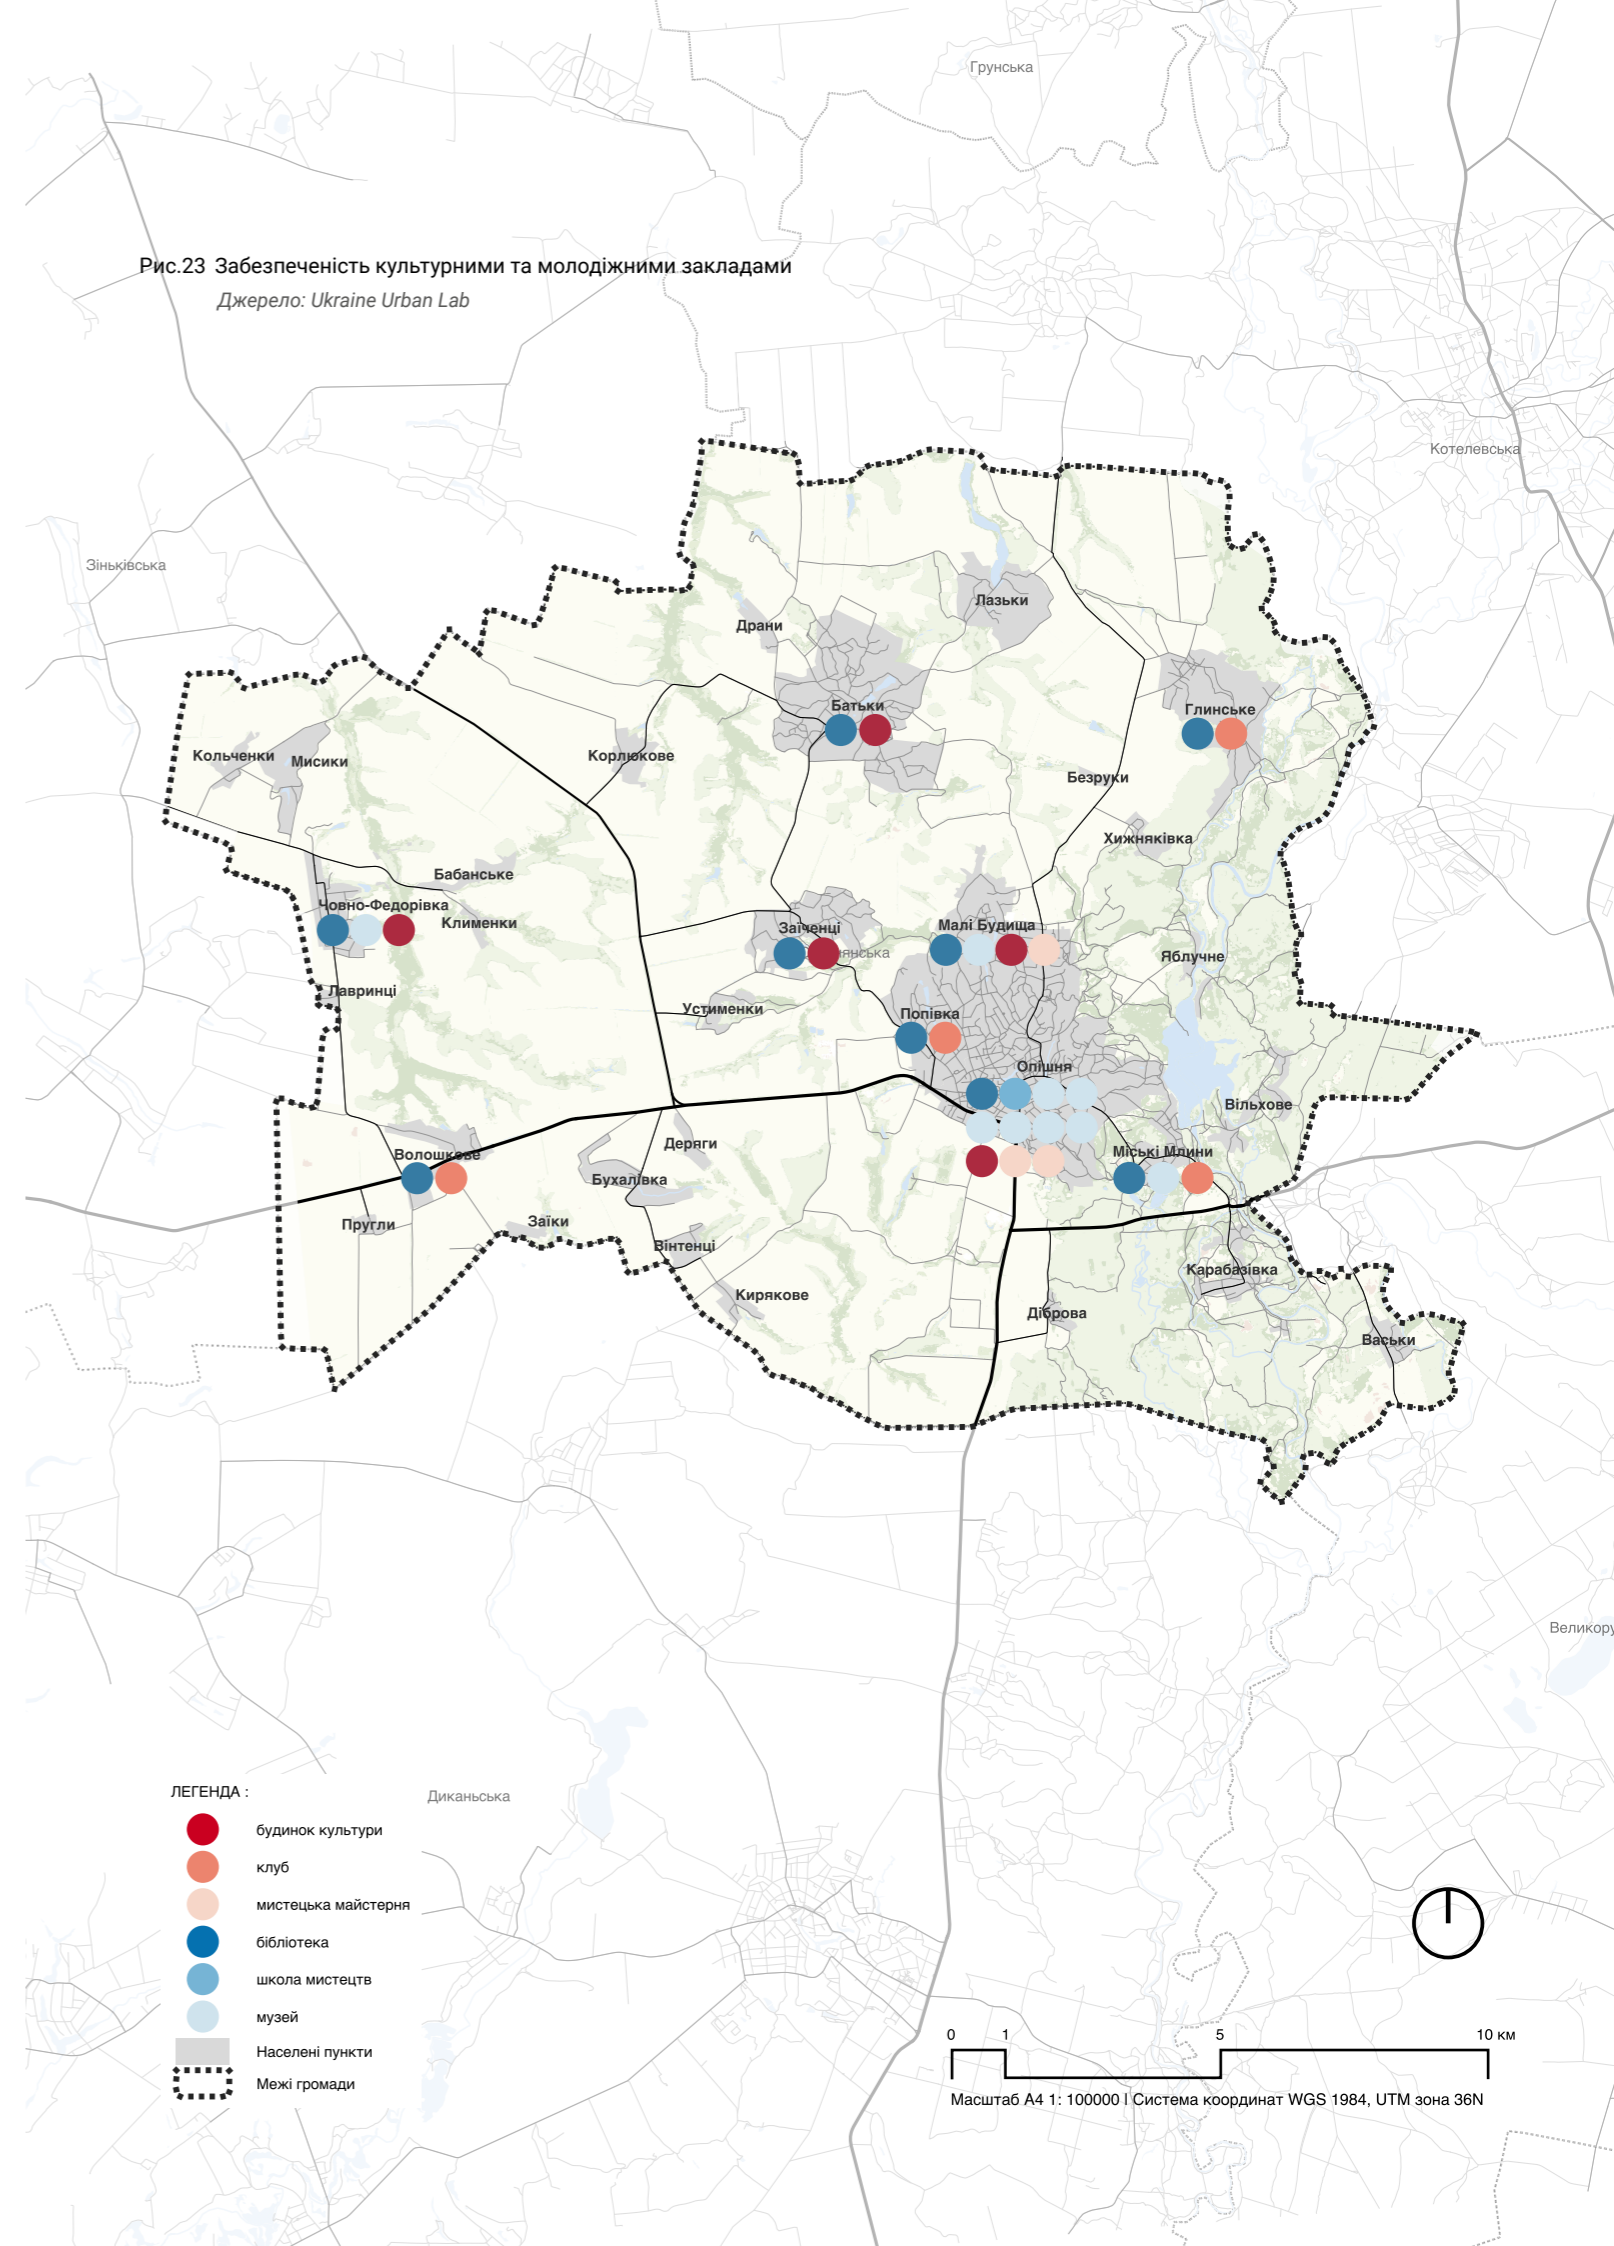 Грунська
Рис.23 Забезпеченість культурними та молодіжними закладами
Джерело: Ukraine Urban Lab
Котелевська
Зіньківська
Лазьки
Драни
Батьки
Глинське
Кольченки
Мисики
Корлюкове
Безруки
Хижняківка
Бабанське
Човно-Федорівка
Клименки
Заїченці
Малі Будища
Яблучне
Лавринці
Устименки
Попівка
Опішня
Вільхове
Деряги
Волошкове
Міські Млини
Бухалівка
Пругли
Заїки
Вінтенці
Карабазівка
Кирякове
Діброва
Васьки
Великору
ЛЕГЕНДА :
Диканьська
будинок культури
клуб
мистецька майстерня
бібліотека
школа мистецтв
музей
Населені пункти
Межі громади
0 1 5 10 км
Масштаб А4 1: 100000 | Система координат WGS 1984, UTM зона 36N